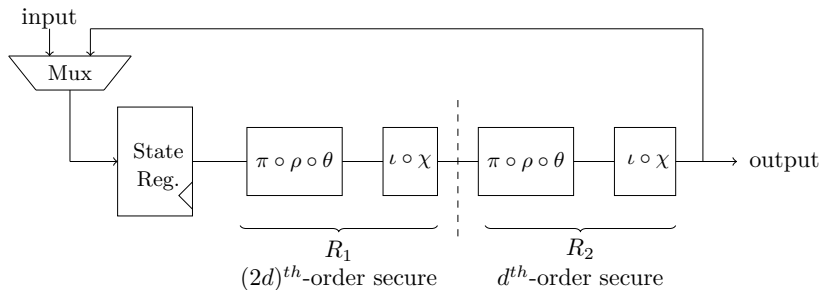 input
Mux
State
Reg.
π ∘ ρ ∘ θ
ι ∘ χ
π ∘ ρ ∘ θ
ι ∘ χ
output
R₁
(2d)ᵗʰ-order secure
R₂
dᵗʰ-order secure